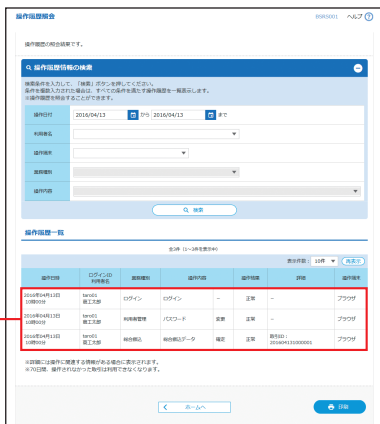 操作履歴照会 BSKS001 ヘルプ ?
操作履歴の照会結果です。
操作履歴情報の検索
検索条件を入力して、「検索」ボタンを押してください。
条件を複数入力された場合は、すべての条件を満たす操作履歴を一覧表示します。
※操作履歴を照会することができます。
操作日付 2016/04/13 から 2016/04/13 まで
利用者名
操作端末
業務種別
操作内容
検索
操作履歴一覧
全3件（1～3件を表示中）
表示件数： 10件 再表示
操作日時 ログインID 利用者名 業務種別 操作内容 操作結果 詳細 操作端末
2016年04月13日 10時00分 taro01 商工太郎 ログイン ログイン － 正常 － ブラウザ
2016年04月13日 10時00分 taro01 商工太郎 利用者管理 パスワード 変更 正常 － ブラウザ
2016年04月13日 10時00分 taro01 商工太郎 総合振込 総合振込データ 確定 正常 取引ID： 201604131000001 ブラウザ
※詳細には操作に関連する情報がある場合に表示されます。
※70日間、操作されなかった取引は利用できなくなります。
ホームへ 印刷